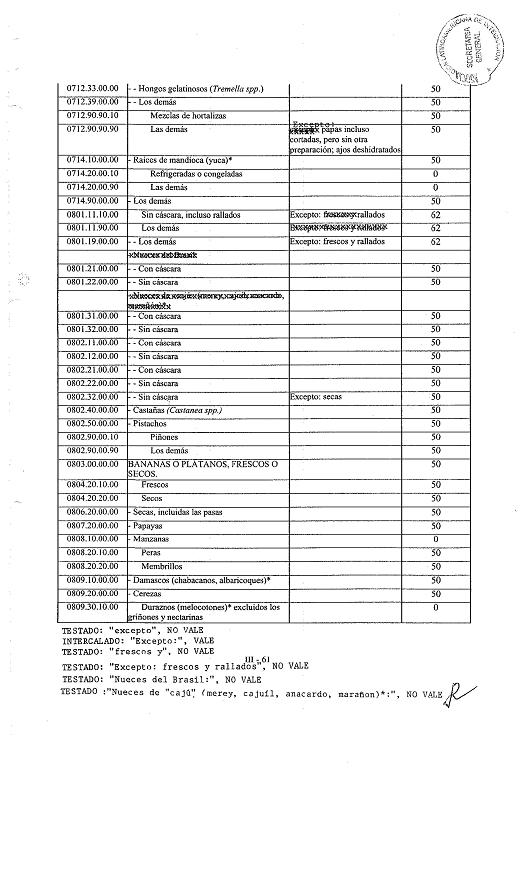 LATINOAMERICANA DE INTEGRACION
SECRETARIA
GENERAL
0712.33.00.00 - - Hongos gelatinosos (Tremella spp.) 50
0712.39.00.00 - - Los demás 50
0712.90.90.10 Mezclas de hortalizas 50
0712.90.90.90 Las demás Excepto: papas incluso 50
cortadas, pero sin otra
preparación; ajos deshidratados
0714.10.00.00 - Raíces de mandioca (yuca)* 50
0714.20.00.10 Refrigeradas o congeladas 0
0714.20.00.90 Las demás 0
0714.90.00.00 - Los demás 50
0801.11.10.00 Sin cáscara, incluso rallados Excepto: frescos y rallados 62
0801.11.90.00 Los demás Excepto: frescos y rallados 62
0801.19.00.00 - - Los demás Excepto: frescos y rallados 62
- Nueces del Brasil:
0801.21.00.00 - - Con cáscara 50
0801.22.00.00 - - Sin cáscara 50
- Nueces de cajú (merey, cajuil, anacardo,
marañón)*:
0801.31.00.00 - - Con cáscara 50
0801.32.00.00 - - Sin cáscara 50
0802.11.00.00 - - Con cáscara 50
0802.12.00.00 - - Sin cáscara 50
0802.21.00.00 - - Con cáscara 50
0802.22.00.00 - - Sin cáscara 50
0802.32.00.00 - - Sin cáscara Excepto: secas 50
0802.40.00.00 - Castañas (Castanea spp.) 50
0802.50.00.00 - Pistachos 50
0802.90.00.10 Piñones 50
0802.90.00.90 Los demás 50
0803.00.00.00 BANANAS O PLATANOS, FRESCOS O 50
SECOS.
0804.20.10.00 Frescos 50
0804.20.20.00 Secos 50
0806.20.00.00 - Secas, incluidas las pasas 50
0807.20.00.00 - Papayas 50
0808.10.00.00 - Manzanas 0
0808.20.10.00 Peras 50
0808.20.20.00 Membrillos 50
0809.10.00.00 - Damascos (chabacanos, albaricoques)* 50
0809.20.00.00 - Cerezas 50
0809.30.10.00 Duraznos (melocotones)* excluidos los 0
griñones y nectarinas
TESTADO: "excepto", NO VALE
INTERCALADO: "Excepto:", VALE
TESTADO: "frescos y", NO VALE
III - 61
TESTADO: "Excepto: frescos y rallados", NO VALE
TESTADO: "Nueces del Brasil:", NO VALE
TESTADO :"Nueces de "cajú" (merey, cajuil, anacardo, marañon)*:", NO VALE